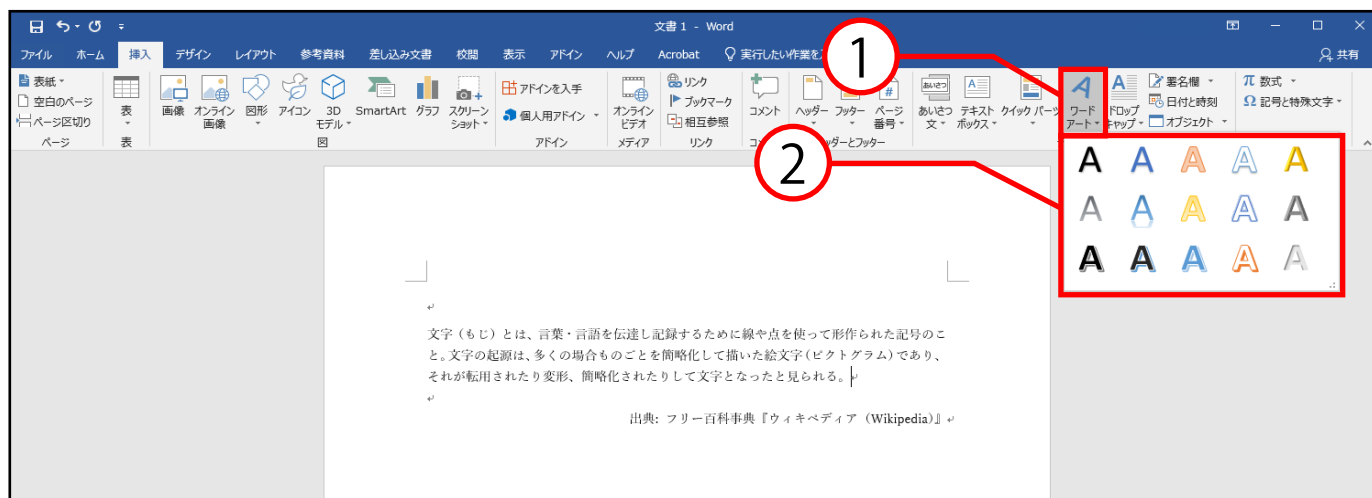 文書 1 - Word
ファイル ホーム 挿入 デザイン レイアウト 参考資料 差し込み文書 校閲 表示 アドイン ヘルプ Acrobat 実行したい作業を 共有
1
表紙
空白のページ
ページ区切り
ページ
表
表
画像
オンライン
画像
図形
アイコン
3D
モデル
SmartArt
グラフ
スクリーン
ショット
図
アドインを入手
個人用アドイン
アドイン
オンライン
ビデオ
メディア
リンク
ブックマーク
相互参照
リンク
コメント
ヘッダー
フッター
ページ
番号
ーとフッター
あいさつ
あいさつ
文
テキスト
ボックス
クイック パーツ
ワード
アート
ドロップ
キャップ
署名欄
日付と時刻
オブジェクト
π 数式
Ω 記号と特殊文字
2
A A A A A
A A A A A
A A A A A
文字（もじ）とは、言葉・言語を伝達し記録するために線や点を使って形作られた記号のこ
と。文字の起源は、多くの場合ものごとを簡略化して描いた絵文字（ピクトグラム）であり、
それが転用されたり変形、簡略化されたりして文字となったと見られる。
出典: フリー百科事典『ウィキペディア（Wikipedia）』